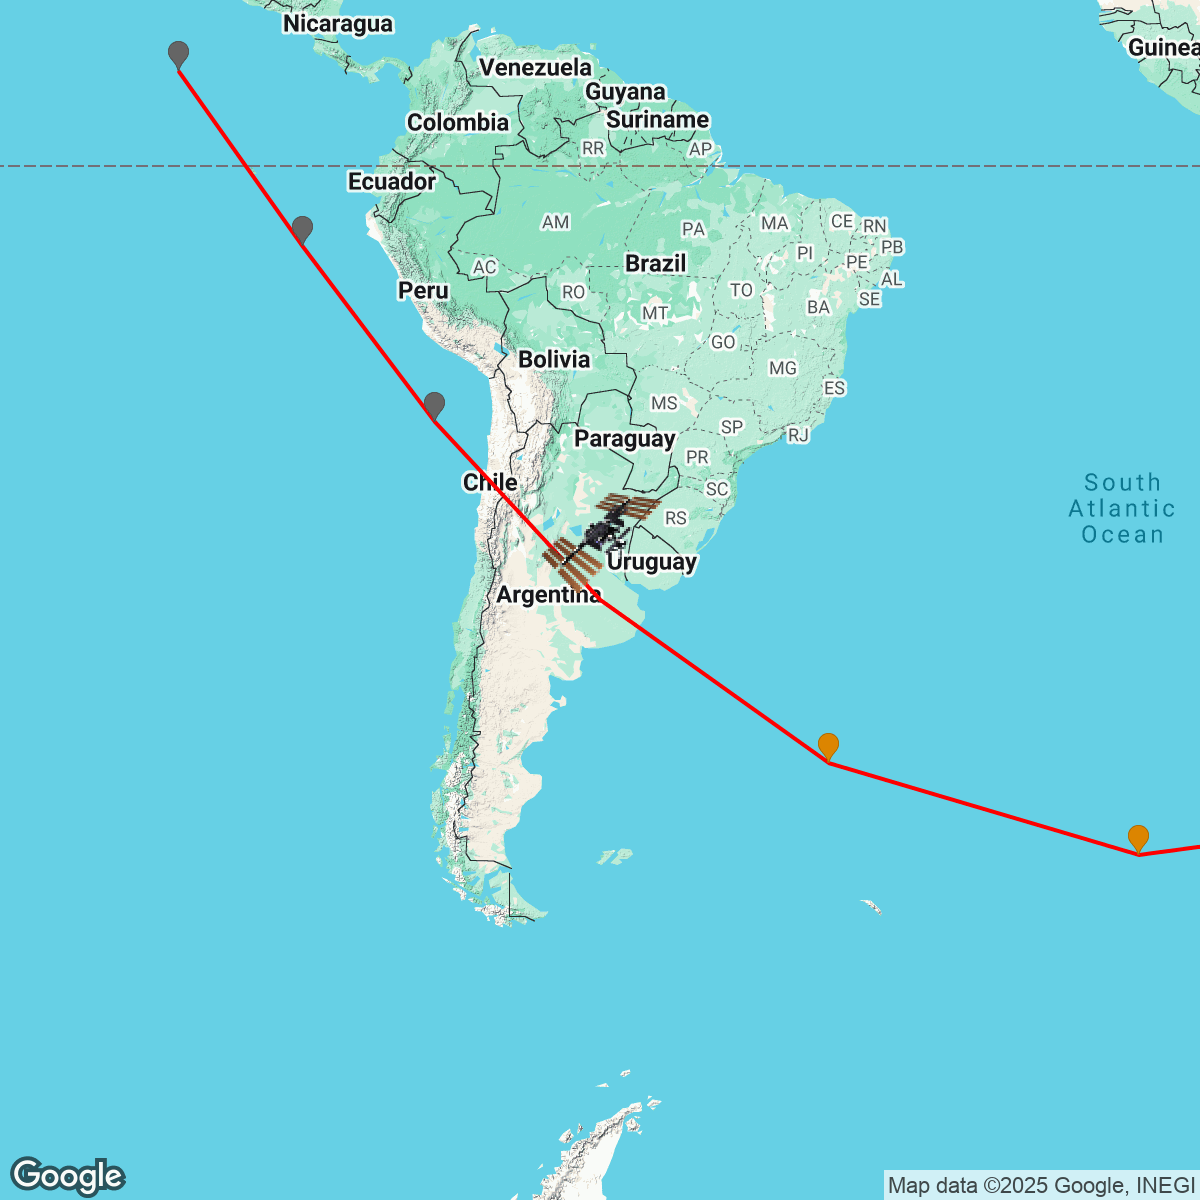 Nicaragua
Guinea
Venezuela
Guyana
Suriname
Colombia
RR
AP
Ecuador
AM
PA
MA
CE
RN
PB
PI
PE
AL
Brazil
AC
RO
TO
SE
Peru
MT
BA
GO
Bolivia
MG
ES
MS
SP
RJ
Paraguay
PR
Chile
SC
RS
South
Atlantic
Ocean
Uruguay
Argentina
Google
Map data ©2025 Google, INEGI